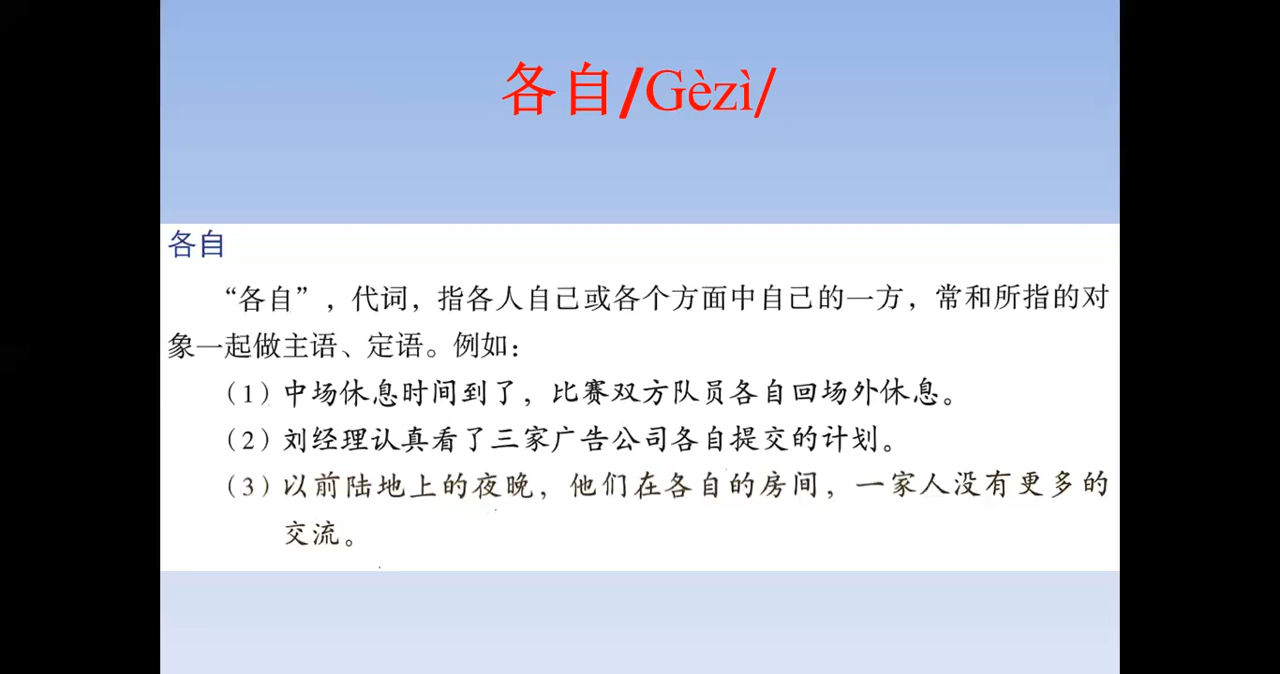 各自/Gèzì/
各自
“各自”，代词，指各人自己或各个方面中自己的一方，常和所指的对
象一起做主语、定语。例如：
（1）中场休息时间到了，比赛双方队员各自回场外休息。
（2）刘经理认真看了三家广告公司各自提交的计划。
（3）以前陆地上的夜晚，他们在各自的房间，一家人没有更多的
交流。